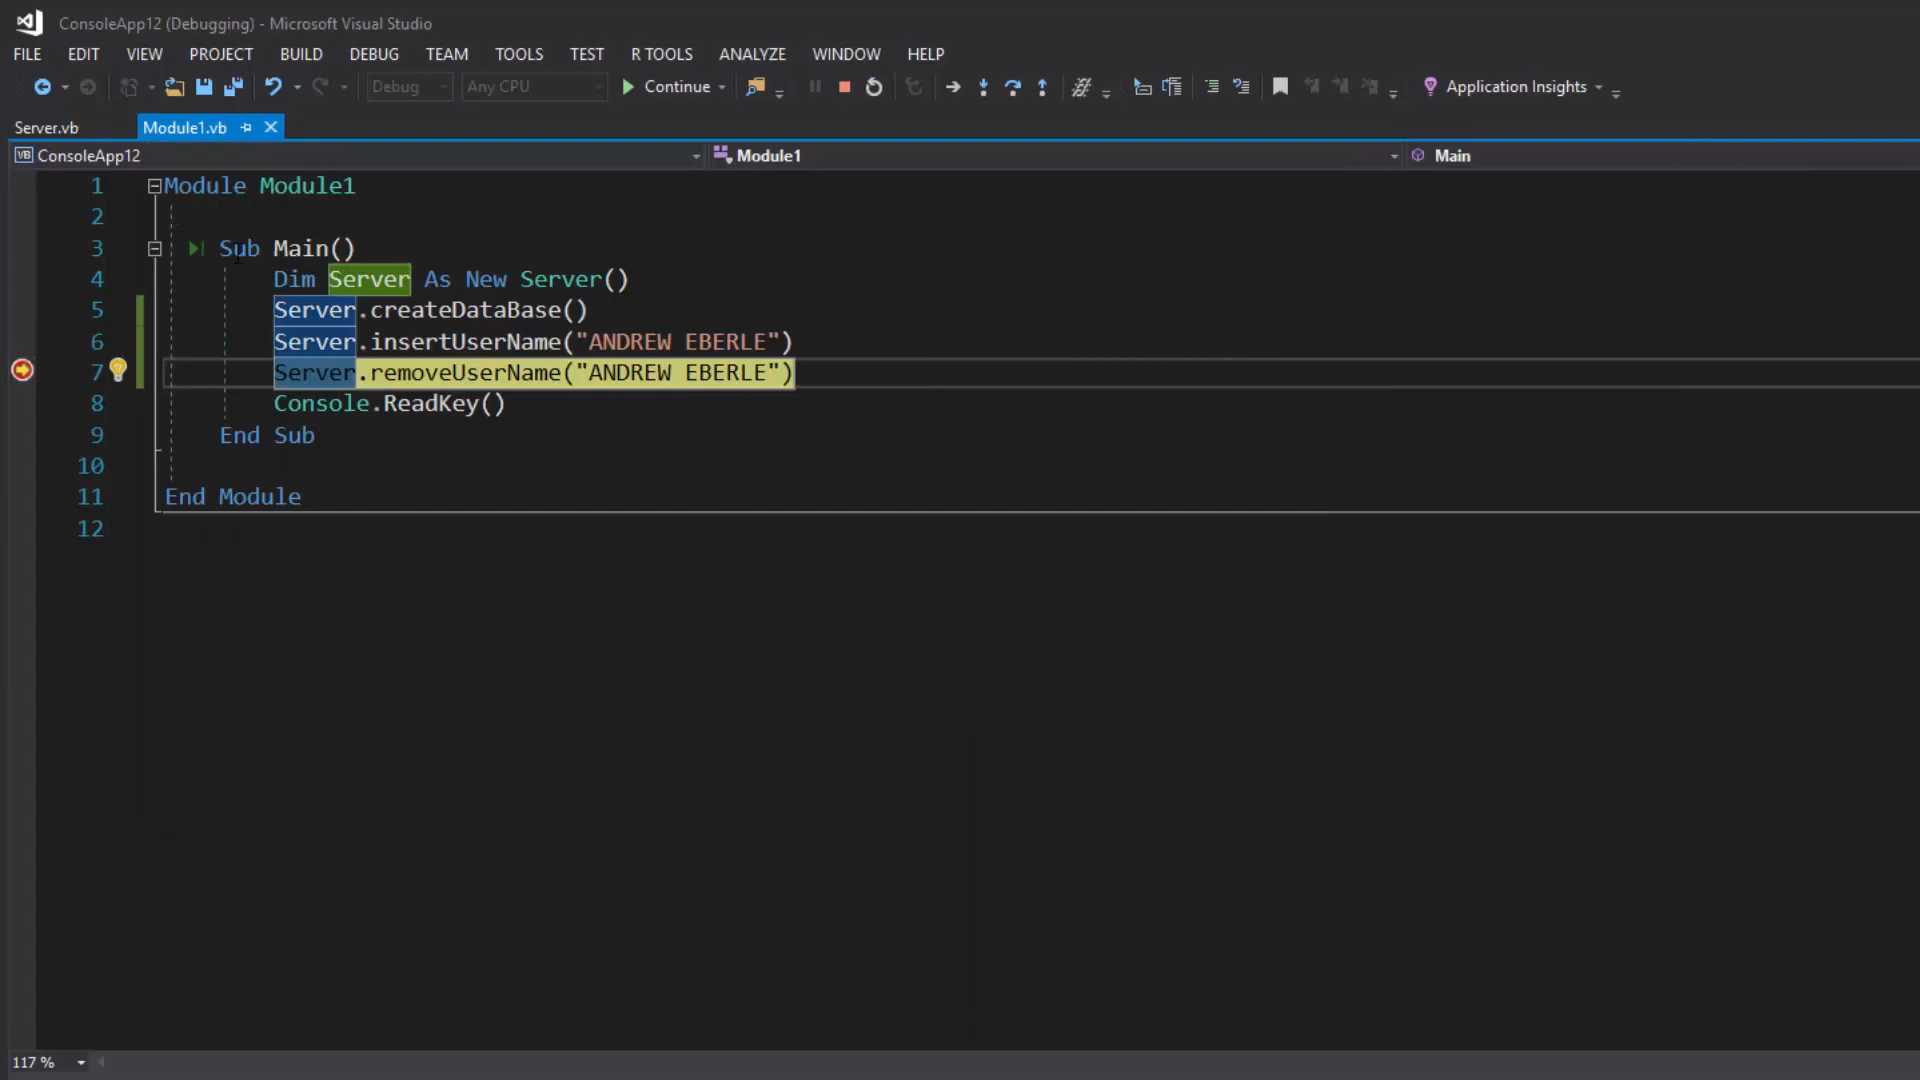 ConsoleApp12 (Debugging) - Microsoft Visual Studio
FILE EDIT VIEW PROJECT BUILD DEBUG TEAM TOOLS TEST R TOOLS ANALYZE WINDOW HELP
Debug Any CPU Continue Application Insights
Server.vb Module1.vb
VB ConsoleApp12 Module1 Main
1 Module Module1
2
3 Sub Main()
4 Dim Server As New Server()
5 Server.createDataBase()
6 Server.insertUserName("ANDREW EBERLE")
7 Server.removeUserName("ANDREW EBERLE")
8 Console.ReadKey()
9 End Sub
10
11 End Module
12
117 %